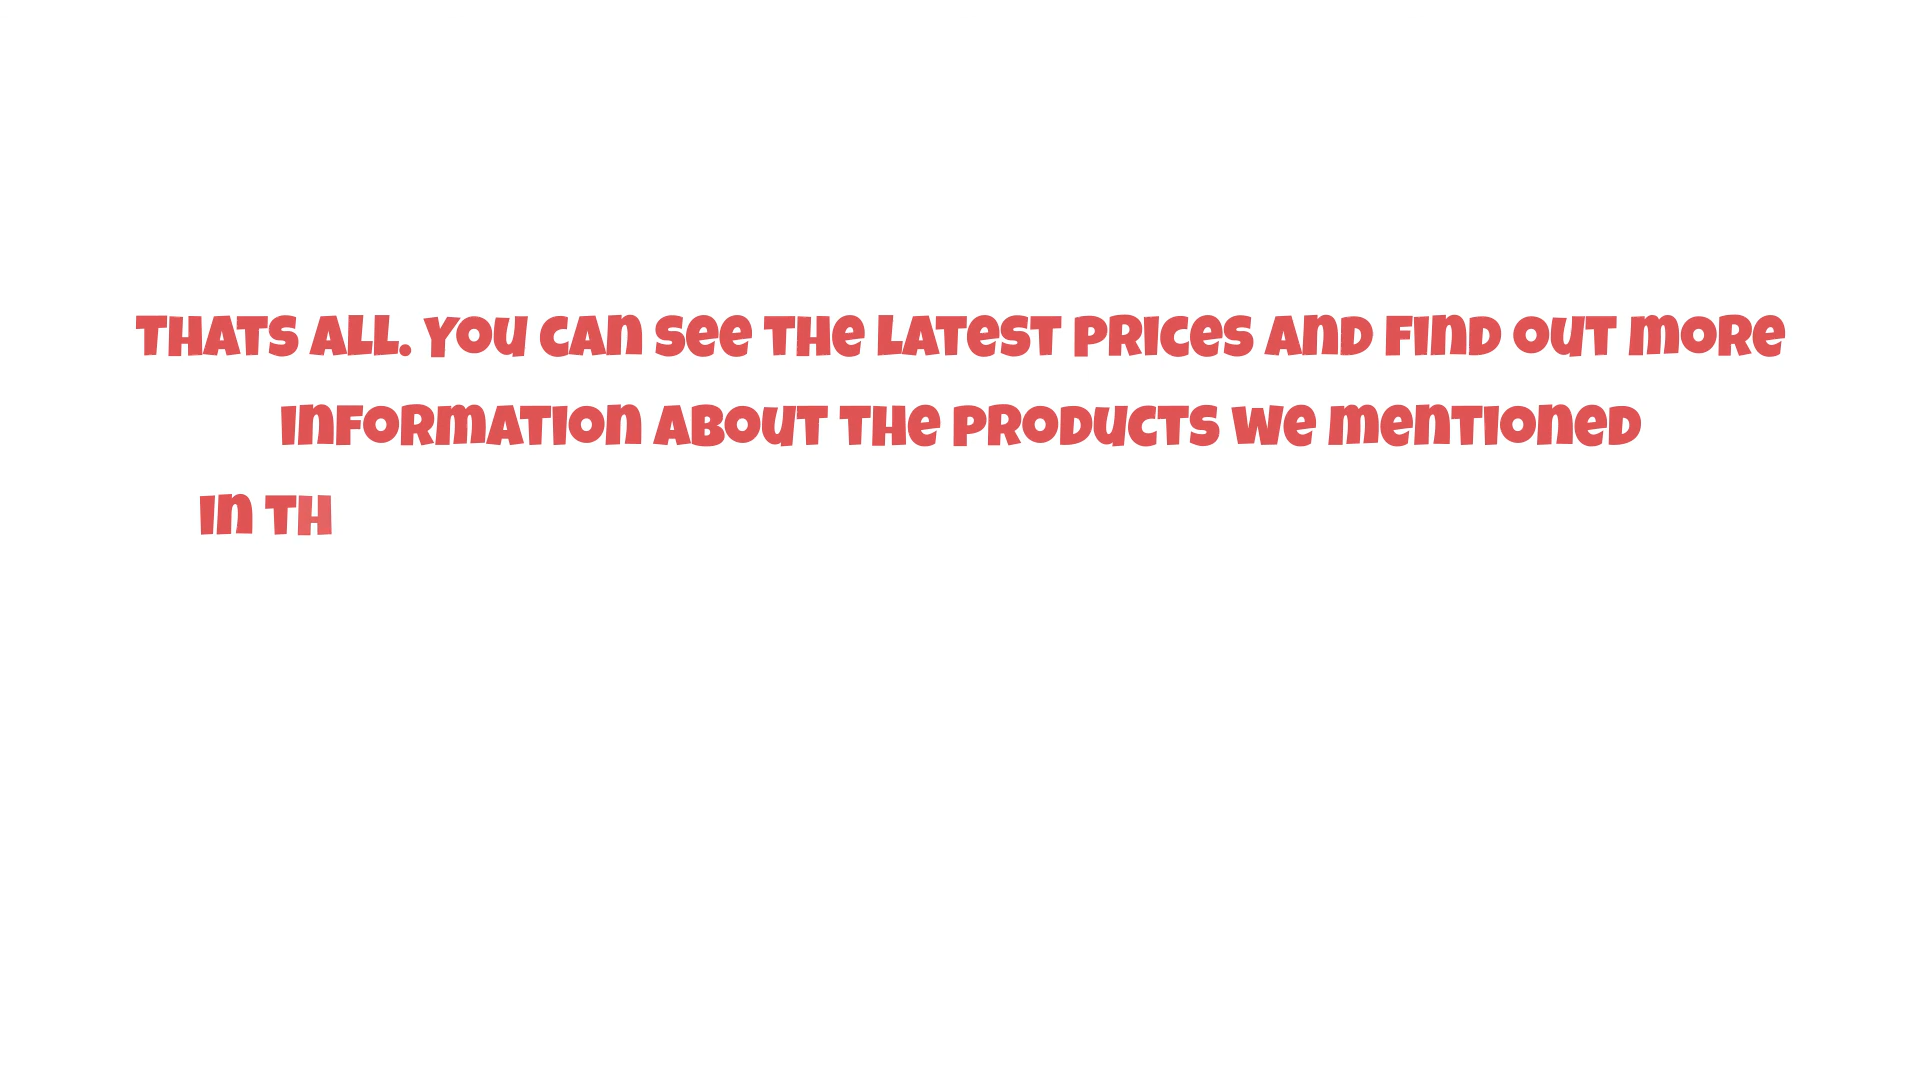 Thats all. You can see the latest prices and find out more
information about the products we mentioned
in th